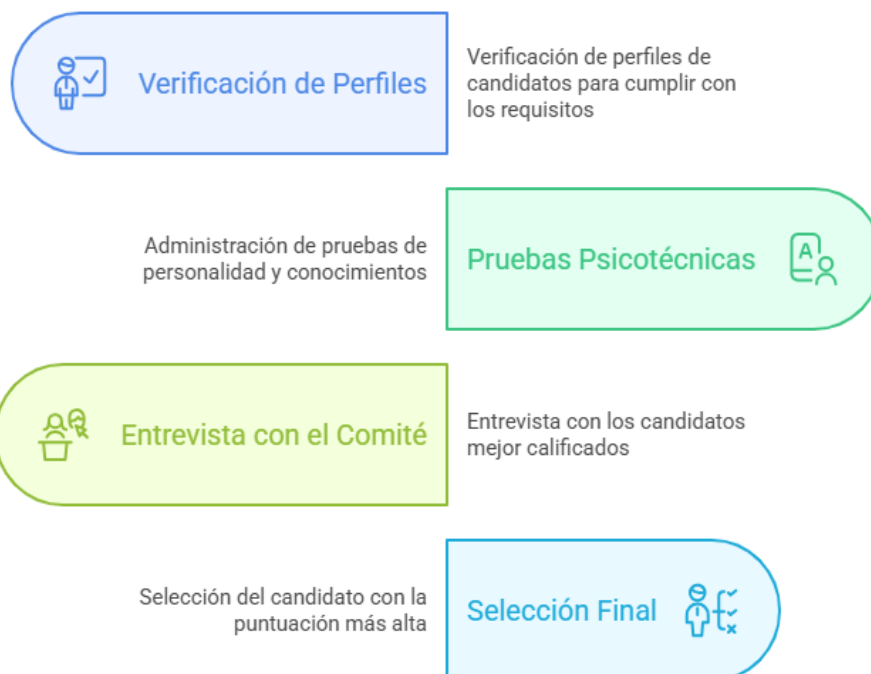 Verificación de Perfiles
Verificación de perfiles de
candidatos para cumplir con
los requisitos
Administración de pruebas de
personalidad y conocimientos
Pruebas Psicotécnicas
A
Entrevista con el Comité
Entrevista con los candidatos
mejor calificados
Selección del candidato con la
puntuación más alta
Selección Final